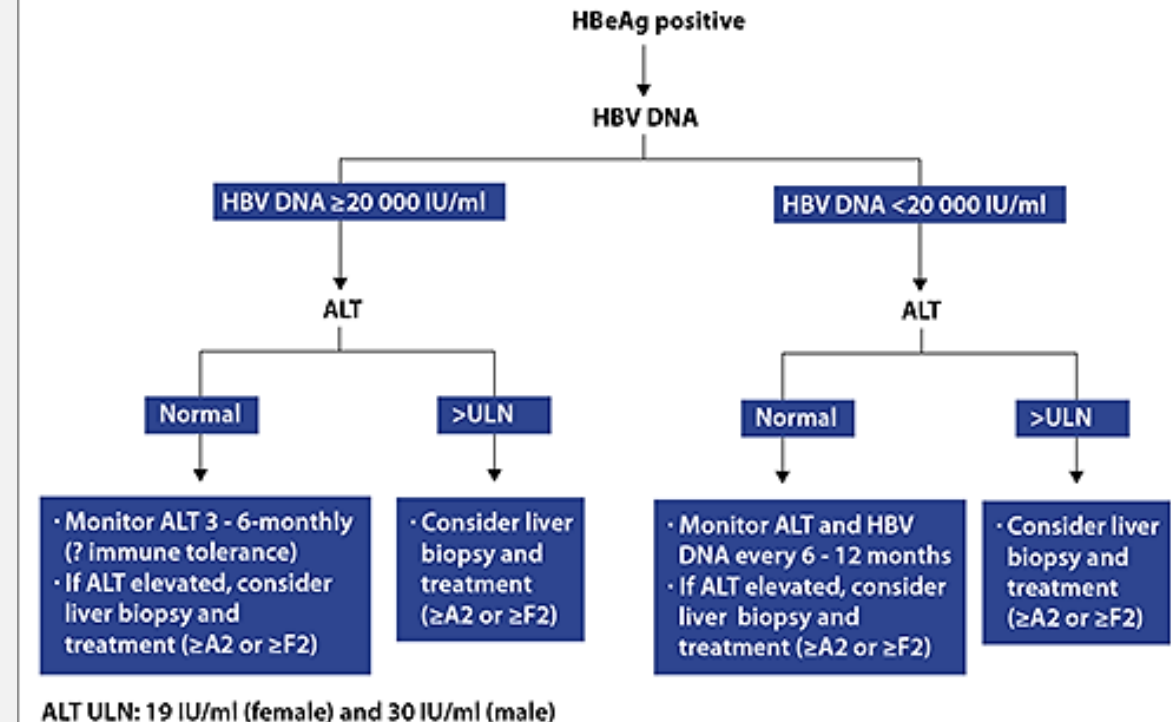 HBeAg positive
HBV DNA
HBV DNA ≥20 000 IU/ml
HBV DNA <20 000 IU/ml
ALT
ALT
Normal
>ULN
Normal
>ULN
· Monitor ALT 3 - 6-monthly
(? immune tolerance)
· If ALT elevated, consider
liver biopsy and
treatment (≥A2 or ≥F2)
· Consider liver
biopsy and
treatment
(≥A2 or ≥F2)
· Monitor ALT and HBV
DNA every 6 - 12 months
· If ALT elevated, consider
liver biopsy and
treatment (≥A2 or ≥F2)
· Consider liver
biopsy and
treatment
(≥A2 or ≥F2)
ALT ULN: 19 IU/ml (female) and 30 IU/ml (male)